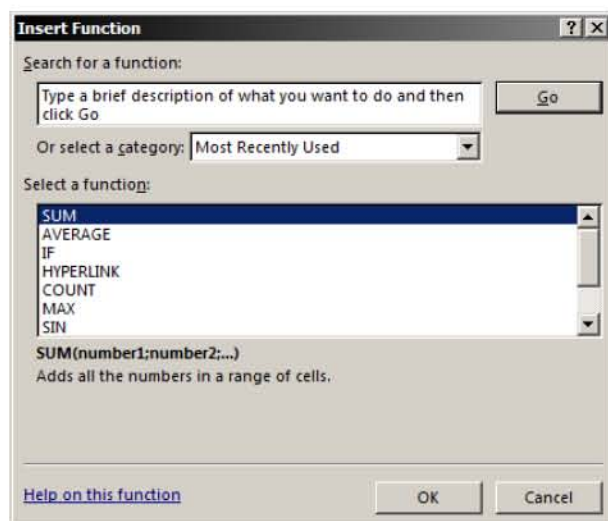 Insert Function
Search for a function:
Type a brief description of what you want to do and then
click Go
Go
Or select a category: Most Recently Used
Select a function:
SUM
AVERAGE
IF
HYPERLINK
COUNT
MAX
SIN
SUM(number1;number2;...)
Adds all the numbers in a range of cells.
Help on this function
OK
Cancel